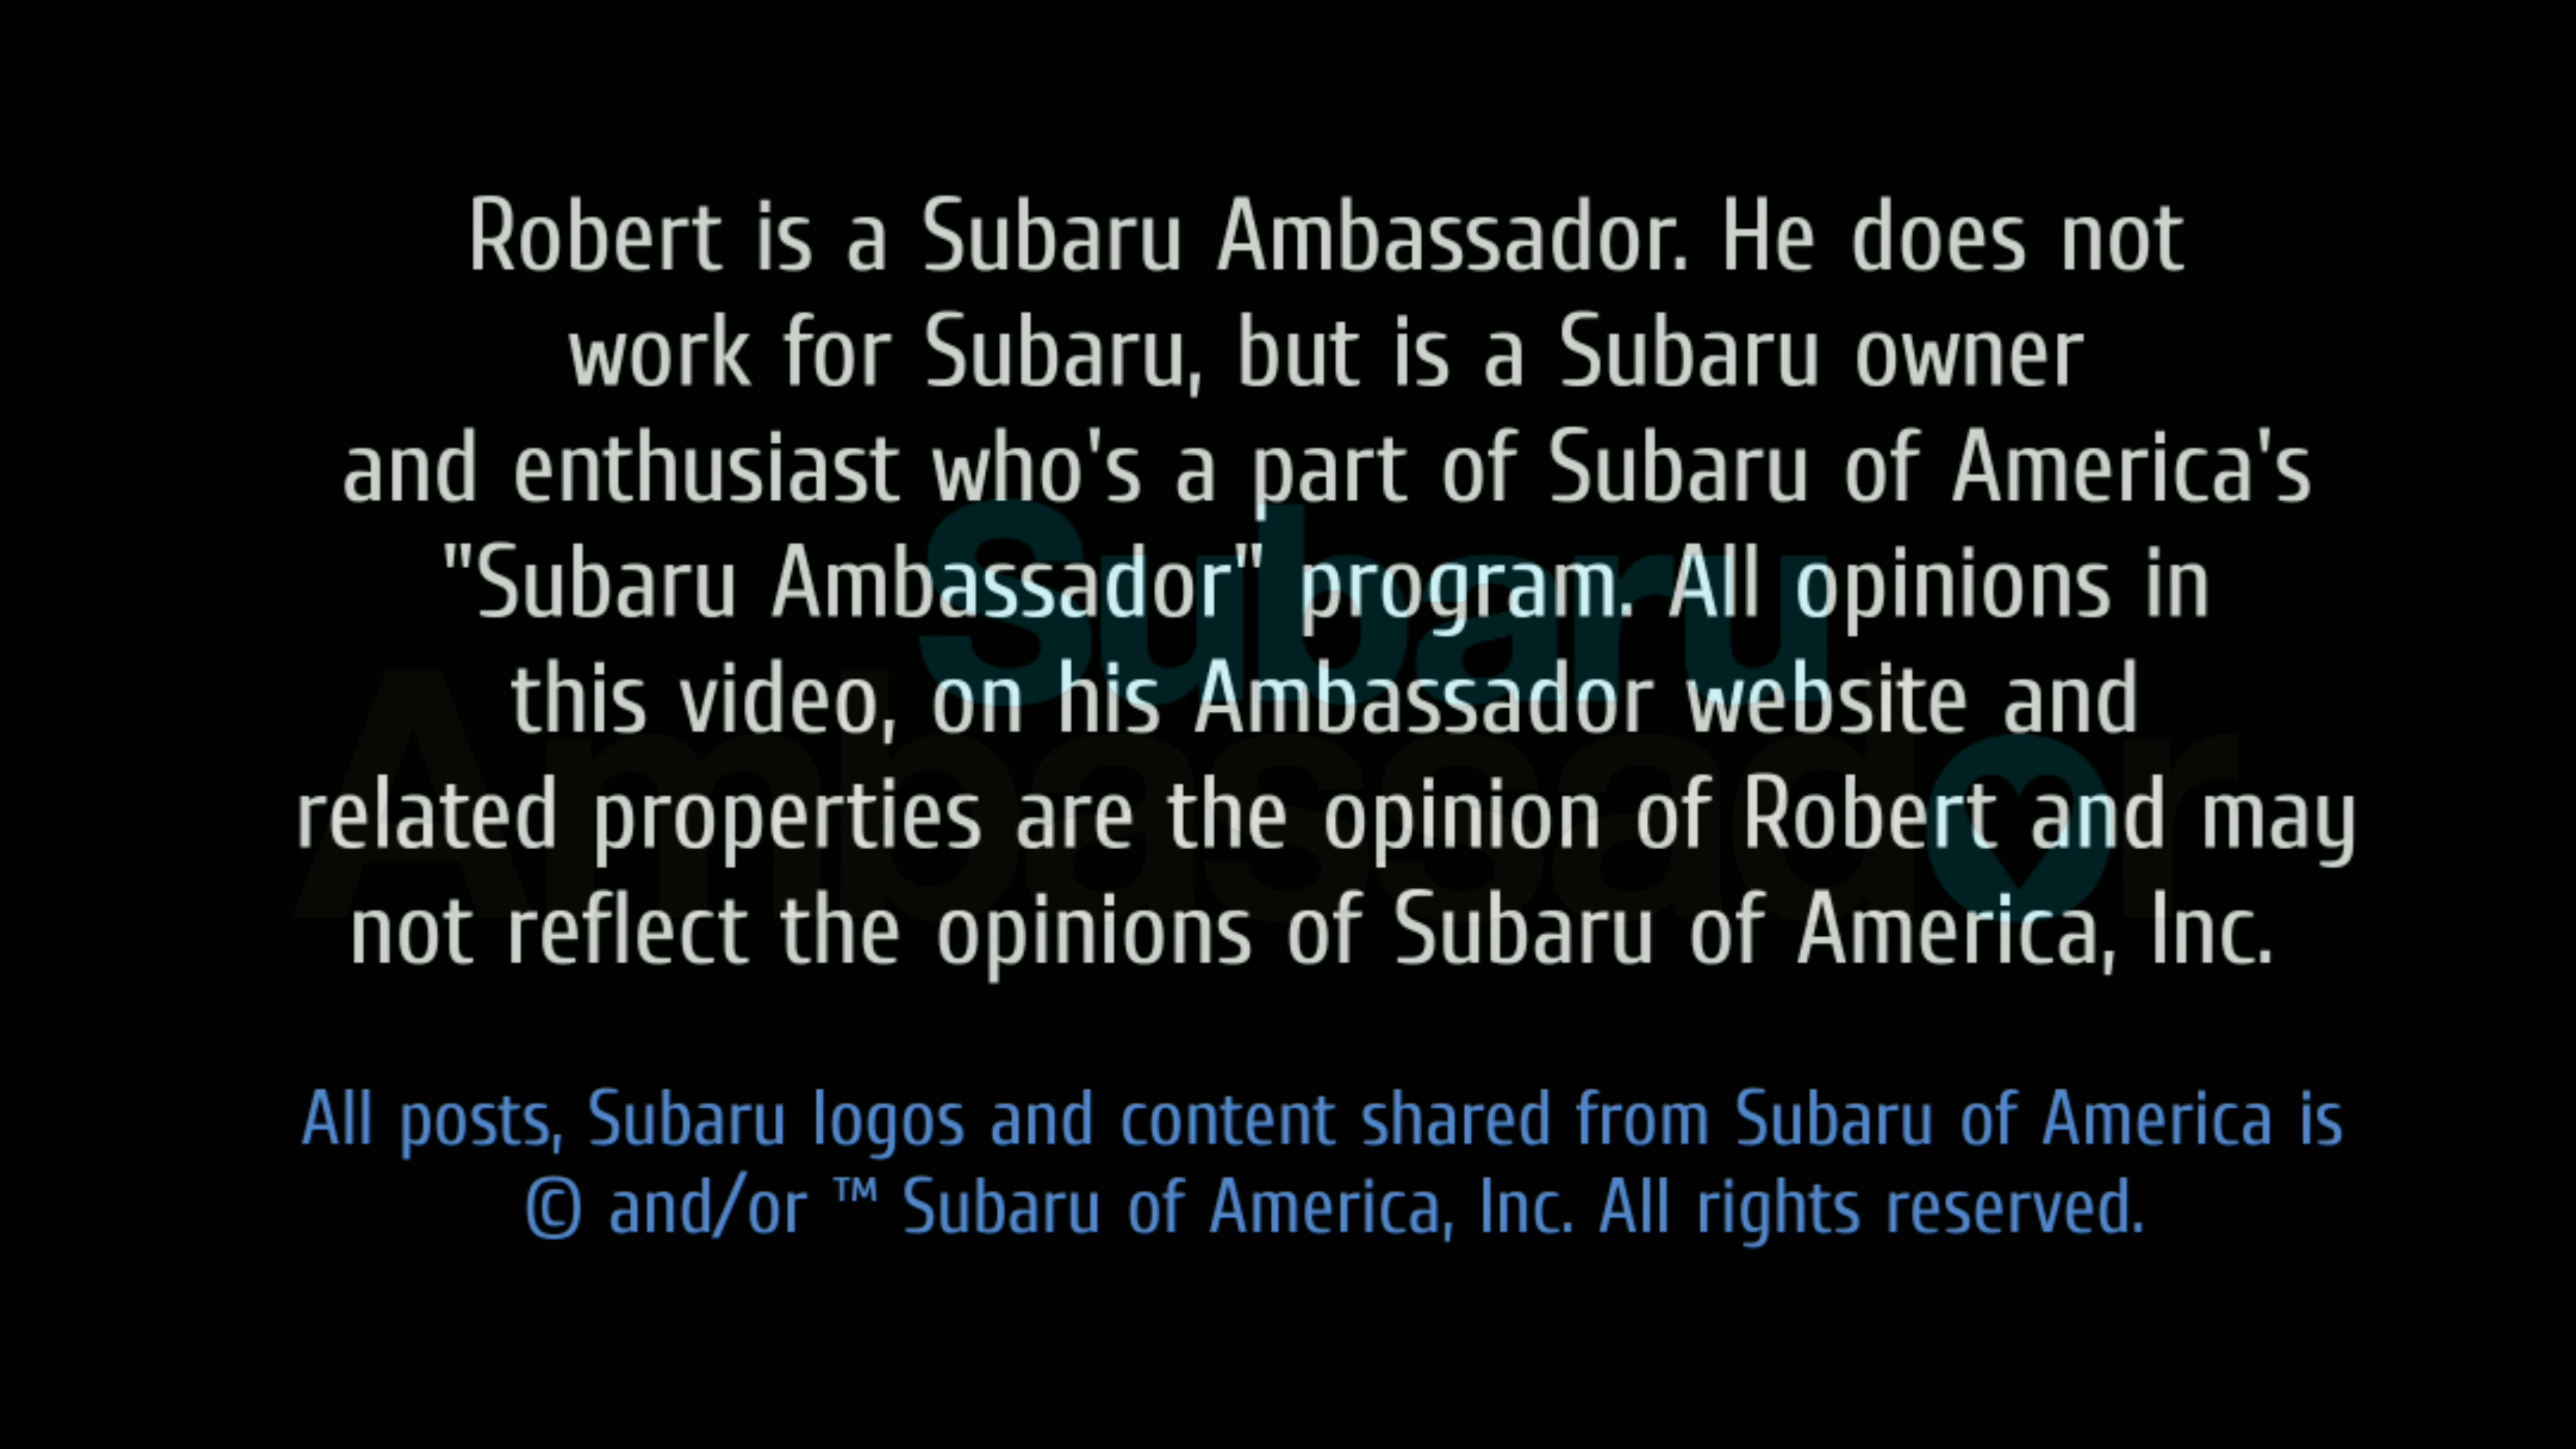 Robert is a Subaru Ambassador. He does not
work for Subaru, but is a Subaru owner
and enthusiast who's a part of Subaru of America's
"Subaru Ambassador" program. All opinions in
this video, on his Ambassador website and
related properties are the opinion of Robert and may
not reflect the opinions of Subaru of America, Inc.
Subaru
Ambassador
All posts, Subaru logos and content shared from Subaru of America is
© and/or ™ Subaru of America, Inc. All rights reserved.